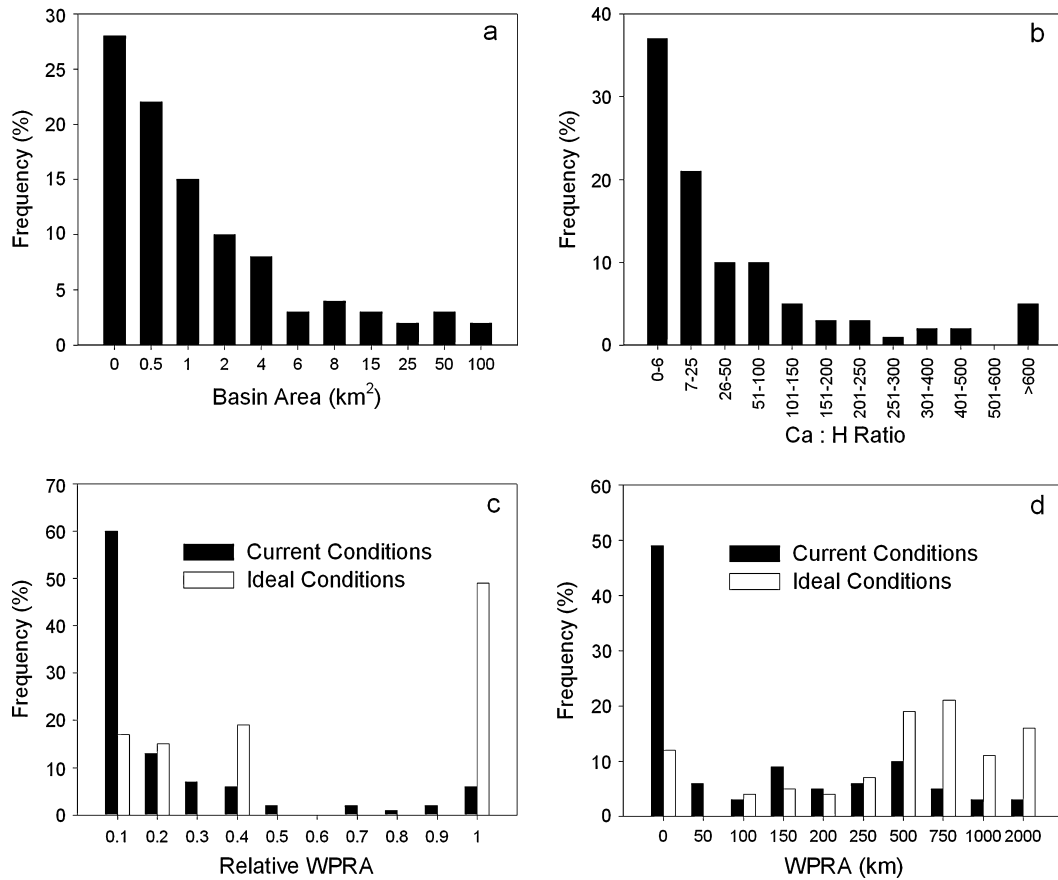 a
30
25
20
15
10
5
0
Frequency (%)
0 0.5 1 2 4 6 8 15 25 50 100
Basin Area (km²)
b
40
30
20
10
0
Frequency (%)
0-6 7-25 26-50 51-100 101-150 151-200 201-250 251-300 301-400 401-500 501-600 >600
Ca : H Ratio
c
70
60
50
40
30
20
10
0
Frequency (%)
Current Conditions
Ideal Conditions
0.1 0.2 0.3 0.4 0.5 0.6 0.7 0.8 0.9 1
Relative WPRA
d
60
50
40
30
20
10
0
Frequency (%)
Current Conditions
Ideal Conditions
0 50 100 150 200 250 500 750 1000 2000
WPRA (km)